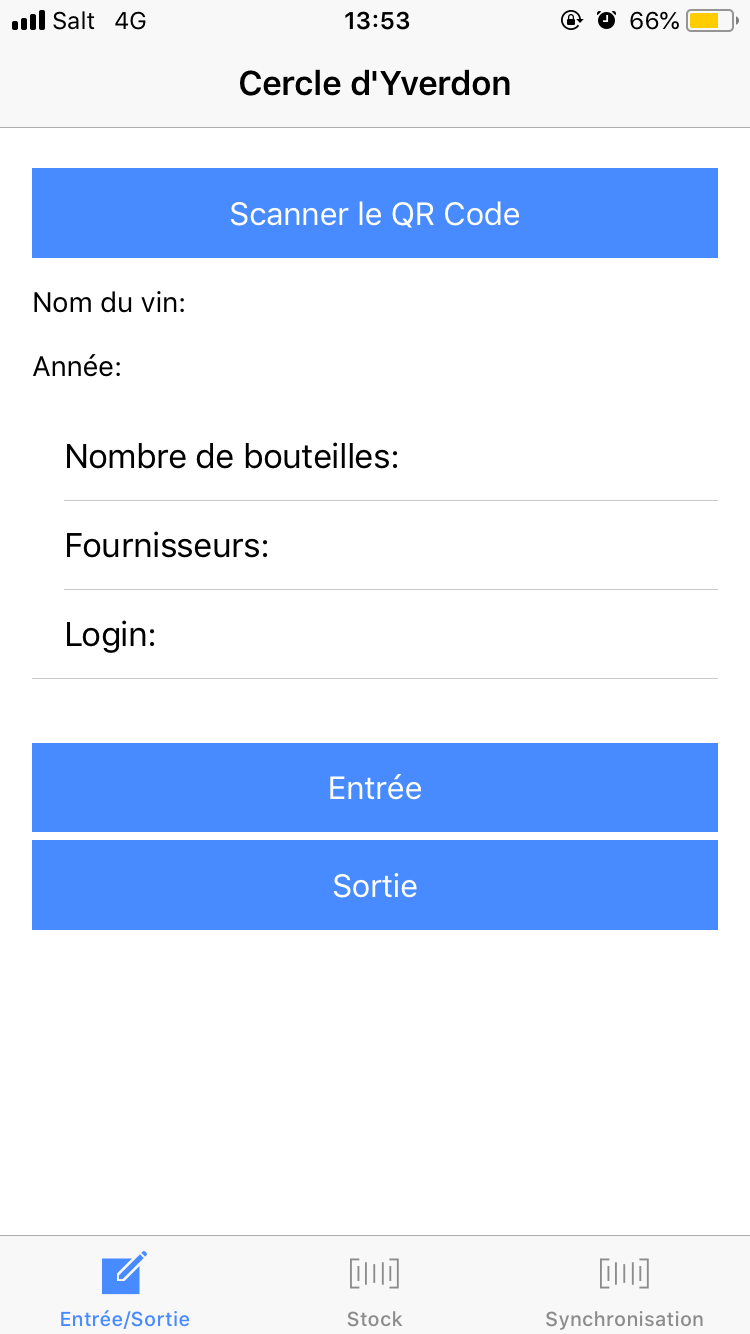 Salt 4G 13:53 66%
Cercle d'Yverdon
Scanner le QR Code
Nom du vin:
Année:
Nombre de bouteilles:
Fournisseurs:
Login:
Entrée
Sortie
Entrée/Sortie Stock Synchronisation